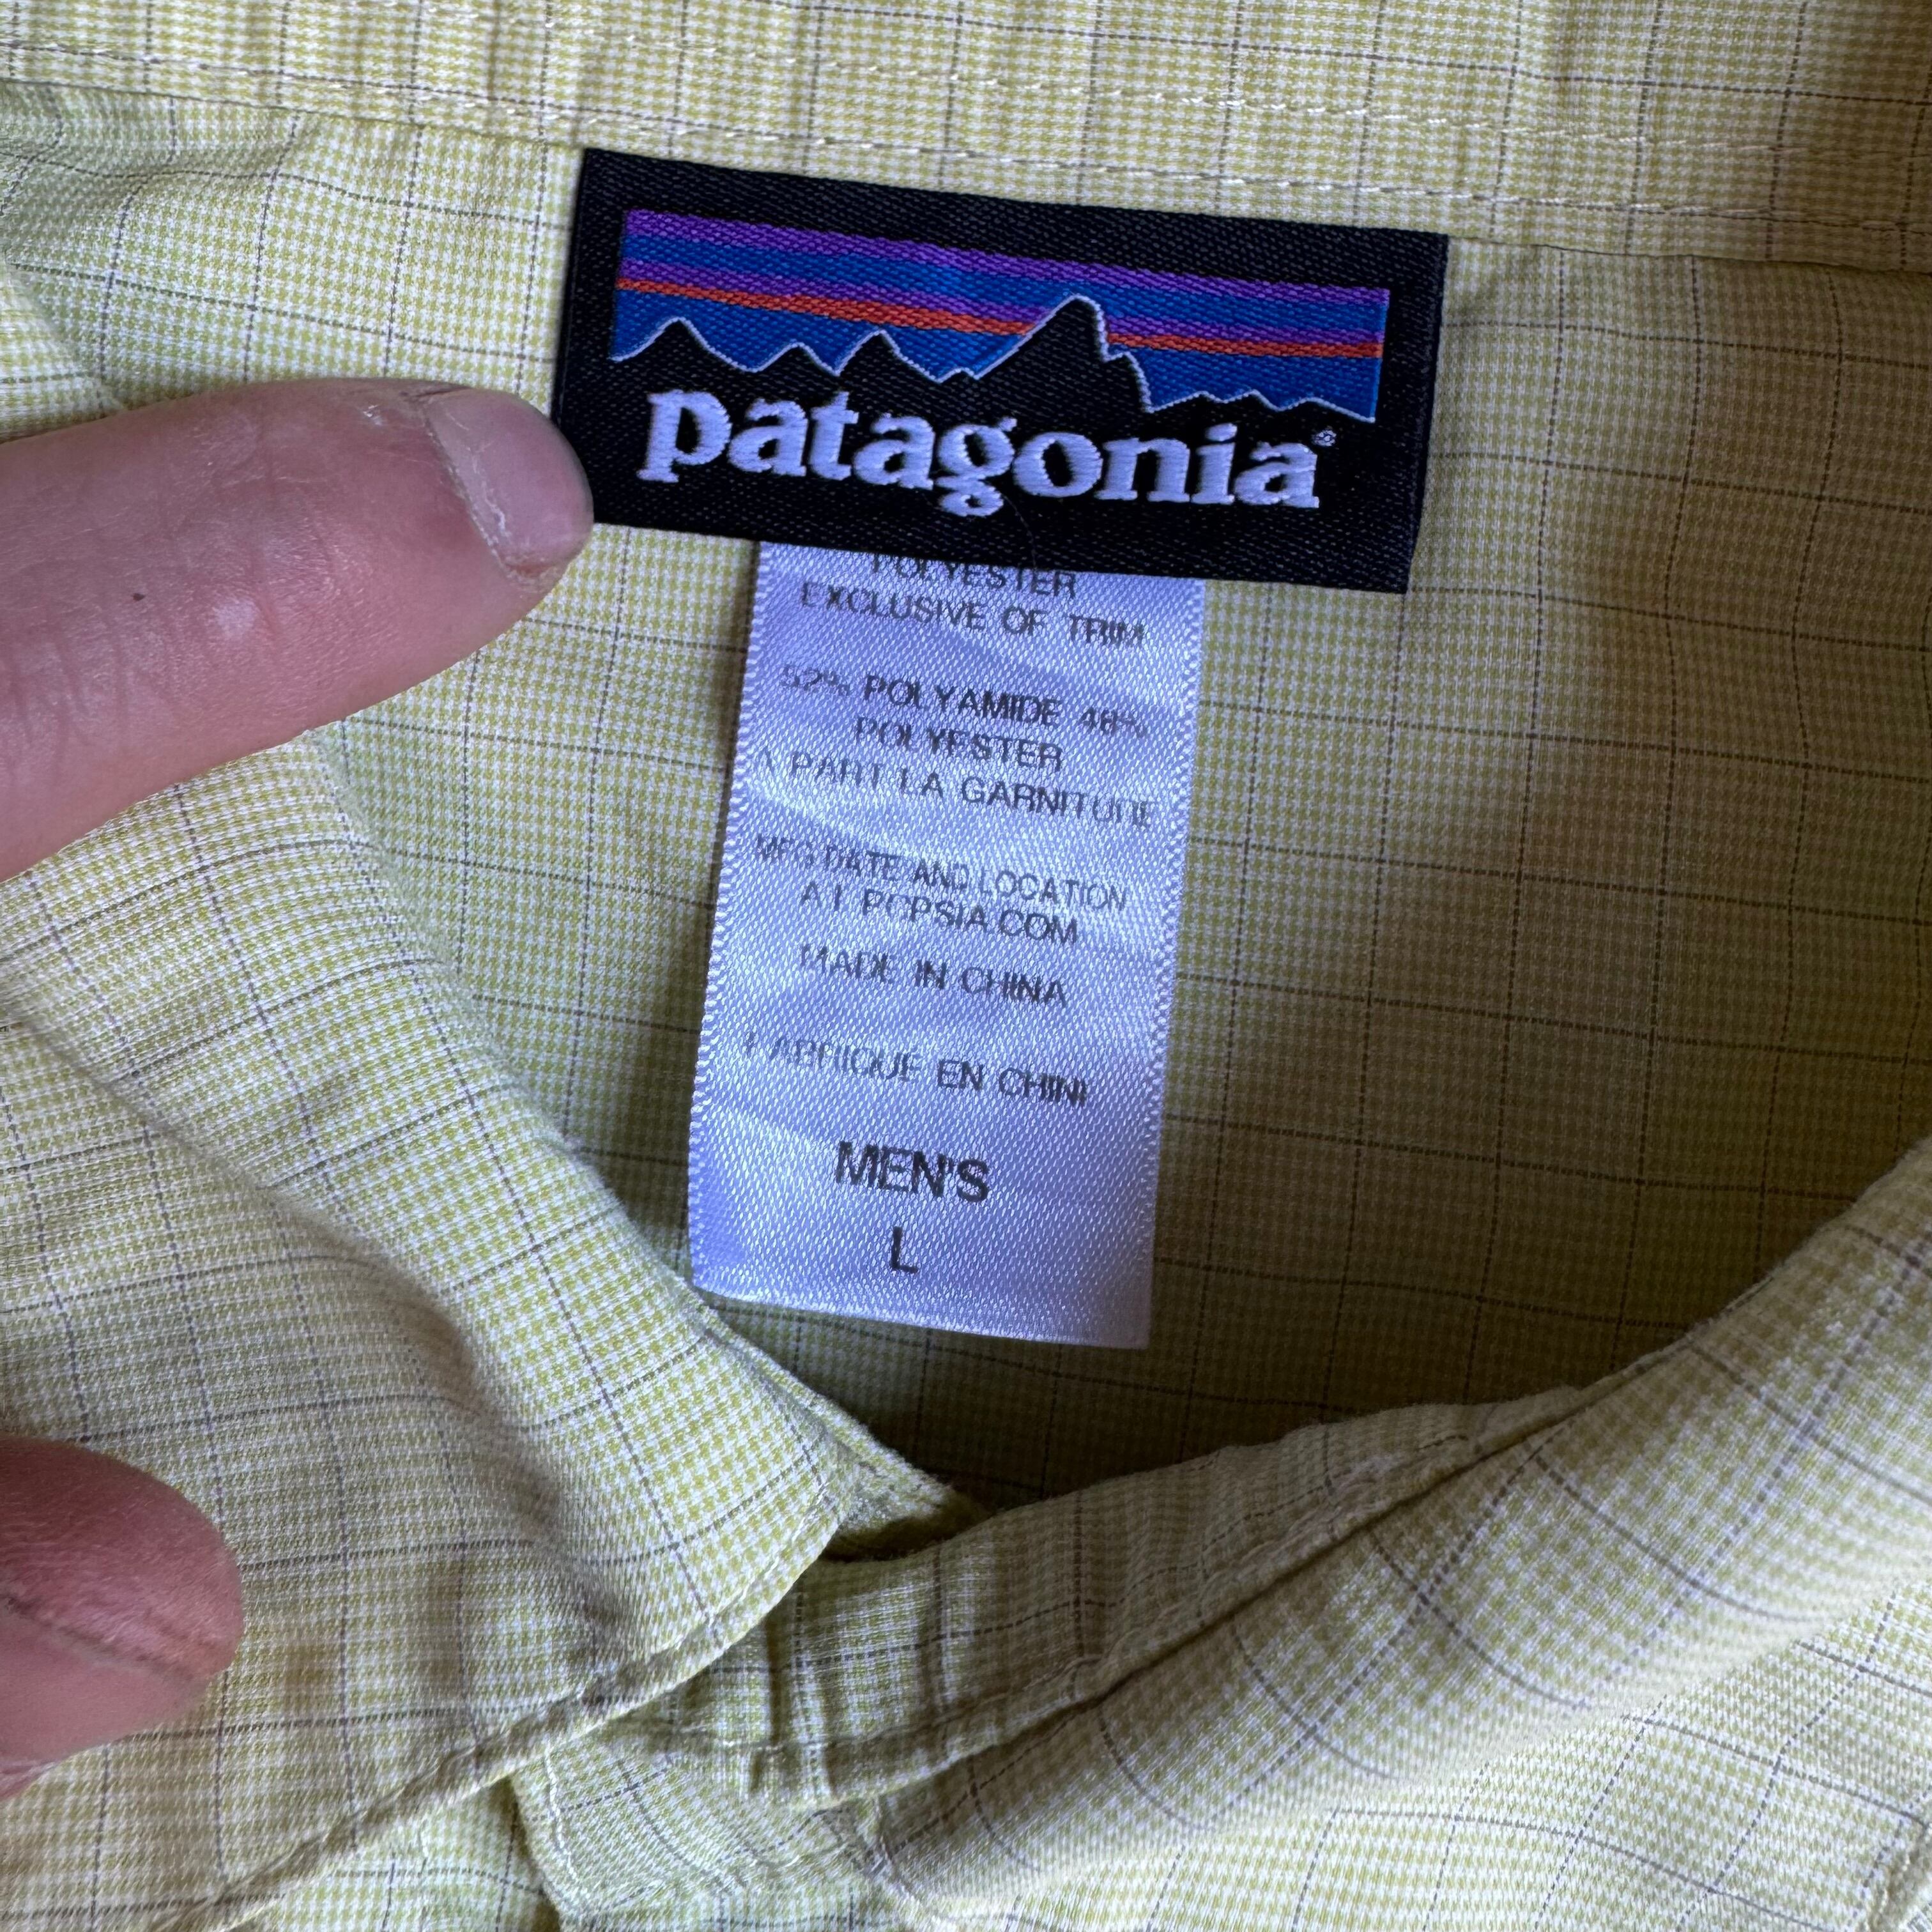 patagonia®
POLYESTER
EXCLUSIVE OF TRIM
52% POLYAMIDE 48%
POLYESTER
A PART LA GARNITURE
MFG DATE AND LOCATION
AT POPSIA.COM
MADE IN CHINA
FABRIQUE EN CHINE
MEN'S
L